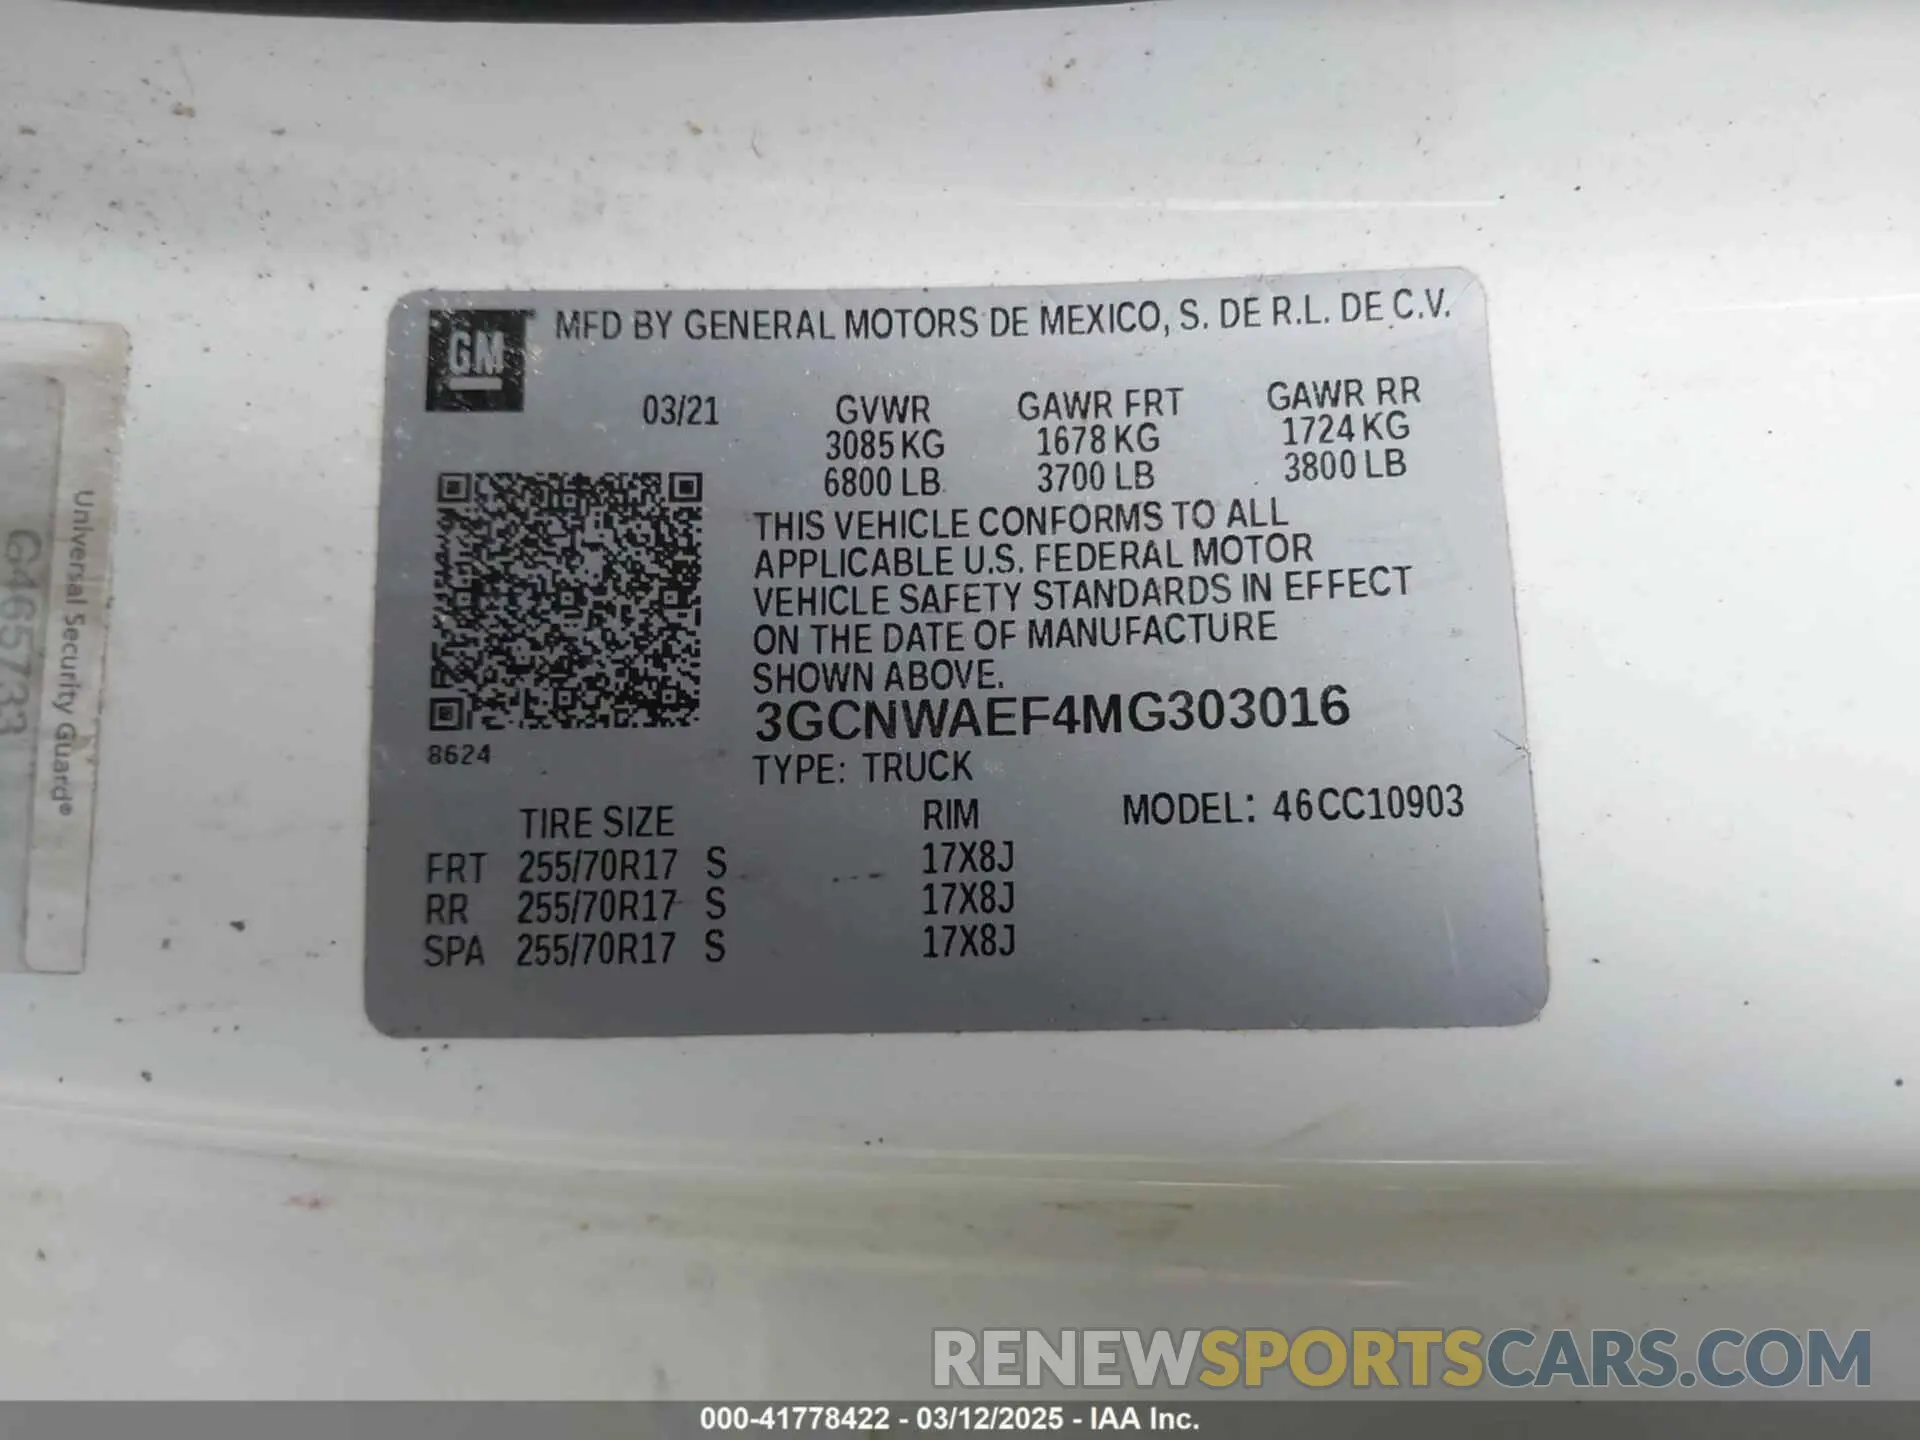 MFD BY GENERAL MOTORS DE MEXICO, S. DE R.L. DE C.V.
GM
03/21 GVWR GAWR FRT GAWR RR
3085 KG 1678 KG 1724 KG
6800 LB 3700 LB 3800 LB
THIS VEHICLE CONFORMS TO ALL
APPLICABLE U.S. FEDERAL MOTOR
VEHICLE SAFETY STANDARDS IN EFFECT
ON THE DATE OF MANUFACTURE
SHOWN ABOVE.
3GCNWAEF4MG303016
8624
TYPE: TRUCK
TIRE SIZE RIM MODEL: 46CC10903
FRT 255/70R17 S 17X8J
RR 255/70R17 S 17X8J
SPA 255/70R17 S 17X8J
Universal Security Guard®
G465733
RENEWSPORTSCARS.COM
000-41778422 - 03/12/2025 - IAA Inc.